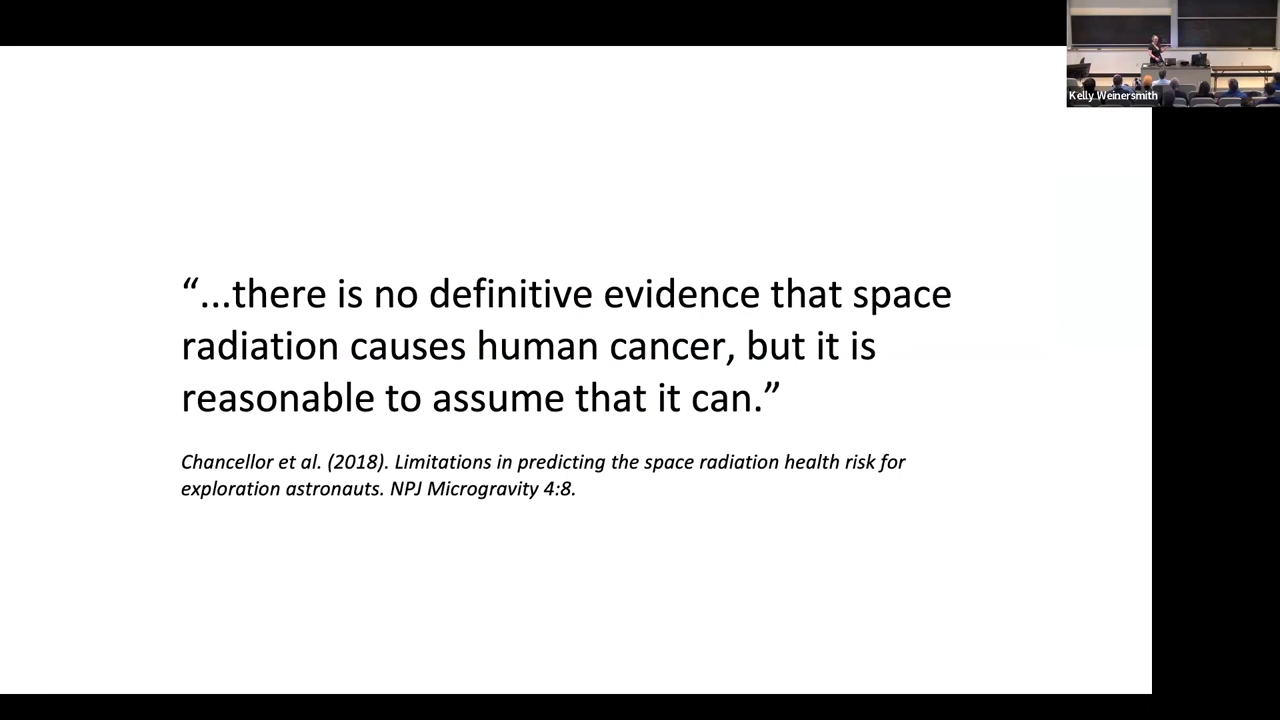 Kelly Weinersmith
“...there is no definitive evidence that space
radiation causes human cancer, but it is
reasonable to assume that it can.”
Chancellor et al. (2018). Limitations in predicting the space radiation health risk for
exploration astronauts. NPJ Microgravity 4:8.